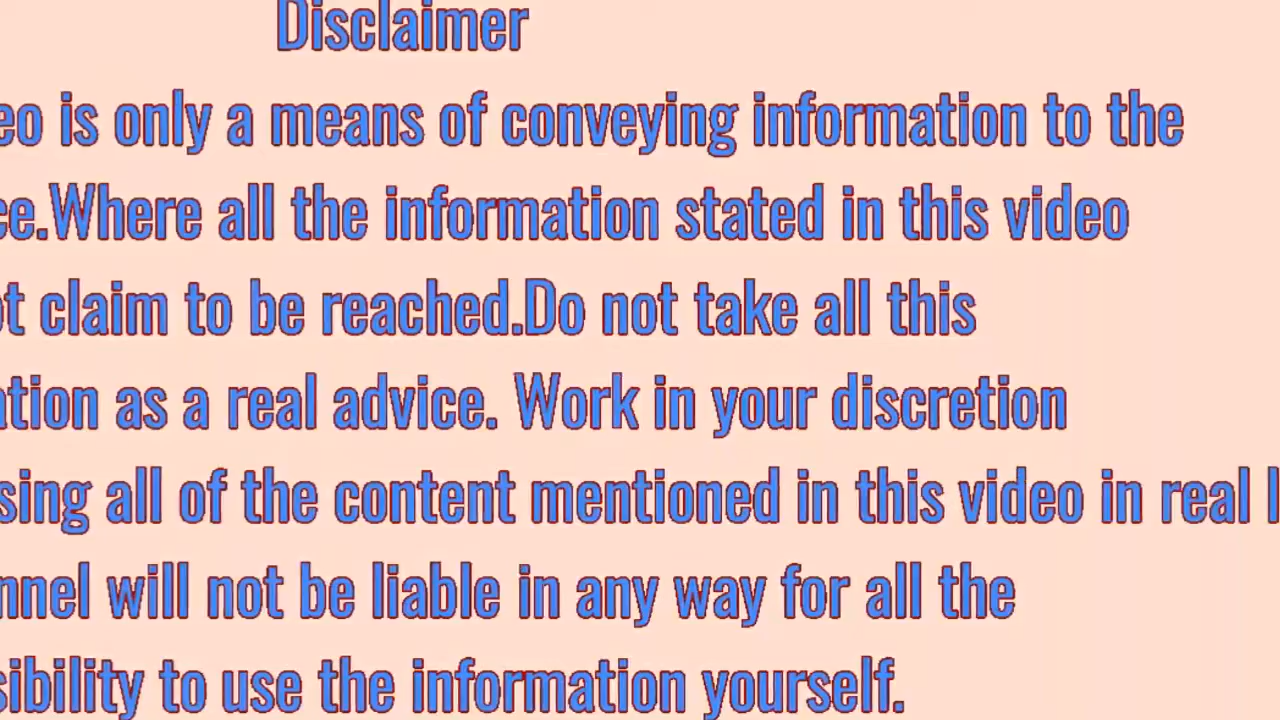 Disclaimer
eo is only a means of conveying information to the
ce.Where all the information stated in this video
ot claim to be reached.Do not take all this
ation as a real advice. Work in your discretion
sing all of the content mentioned in this video in real l
nnel will not be liable in any way for all the
sibility to use the information yourself.